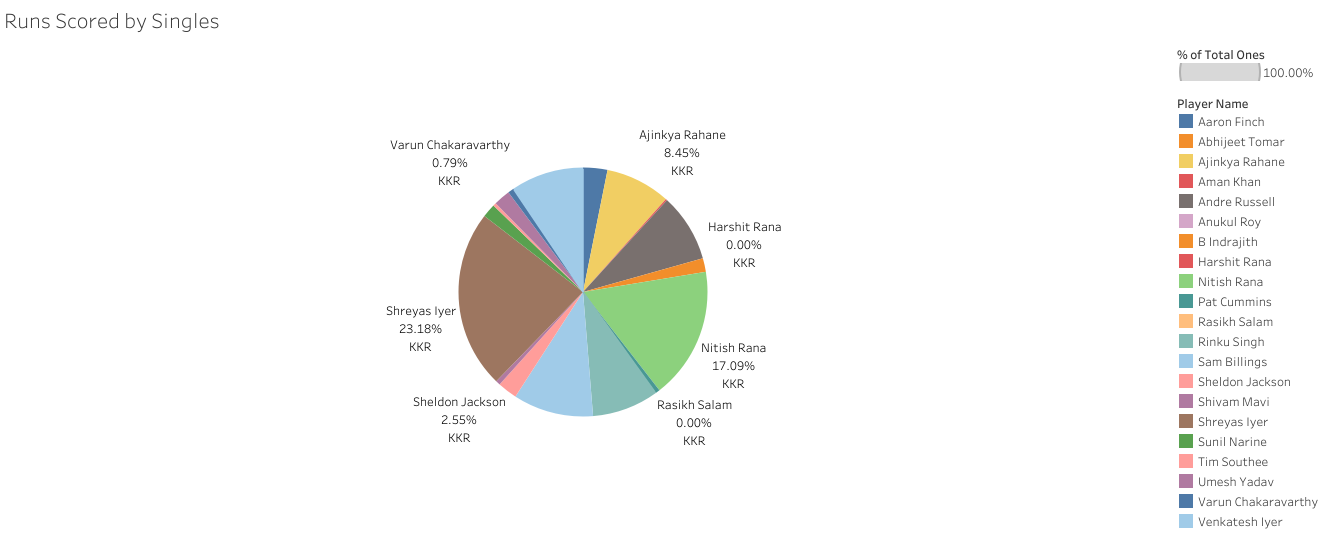 Runs Scored by Singles
% of Total Ones
100.00%
Player Name
Aaron Finch
Abhijeet Tomar
Ajinkya Rahane
Aman Khan
Andre Russell
Anukul Roy
B Indrajith
Harshit Rana
Nitish Rana
Pat Cummins
Rasikh Salam
Rinku Singh
Sam Billings
Sheldon Jackson
Shivam Mavi
Shreyas Iyer
Sunil Narine
Tim Southee
Umesh Yadav
Varun Chakaravarthy
Venkatesh Iyer
Varun Chakaravarthy
0.79%
KKR
Ajinkya Rahane
8.45%
KKR
Harshit Rana
0.00%
KKR
Shreyas Iyer
23.18%
KKR
Nitish Rana
17.09%
KKR
Sheldon Jackson
2.55%
KKR
Rasikh Salam
0.00%
KKR